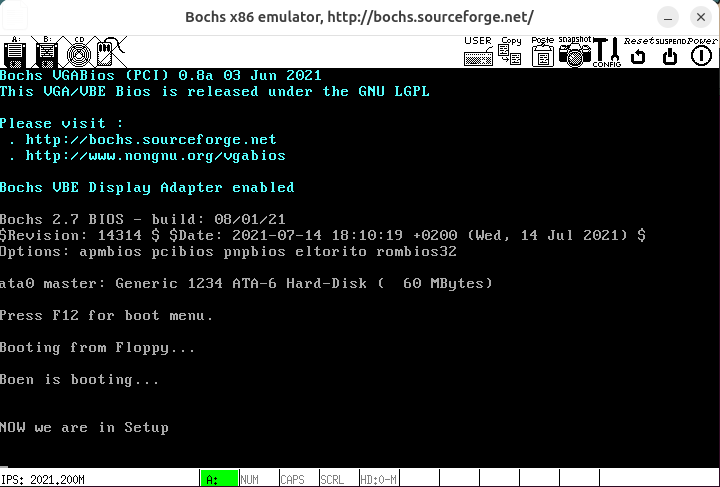 Bochs x86 emulator, http://bochs.sourceforge.net/
A: B: CD USER Copy Paste snapshot CONFIG Reset SUSPEND Power
Bochs VGABios (PCI) 0.8a 03 Jun 2021
This VGA/VBE Bios is released under the GNU LGPL
Please visit :
. http://bochs.sourceforge.net
. http://www.nongnu.org/vgabios
Bochs VBE Display Adapter enabled
Bochs 2.7 BIOS - build: 08/01/21
$Revision: 14314 $ $Date: 2021-07-14 18:10:19 +0200 (Wed, 14 Jul 2021) $
Options: apmbios pcibios pnpbios eltorito rombios32
ata0 master: Generic 1234 ATA-6 Hard-Disk (  60 MBytes)
Press F12 for boot menu.
Booting from Floppy...
Boen is booting...
NOW we are in Setup
IPS: 2021.200M A: NUM CAPS SCRL HD:0-M